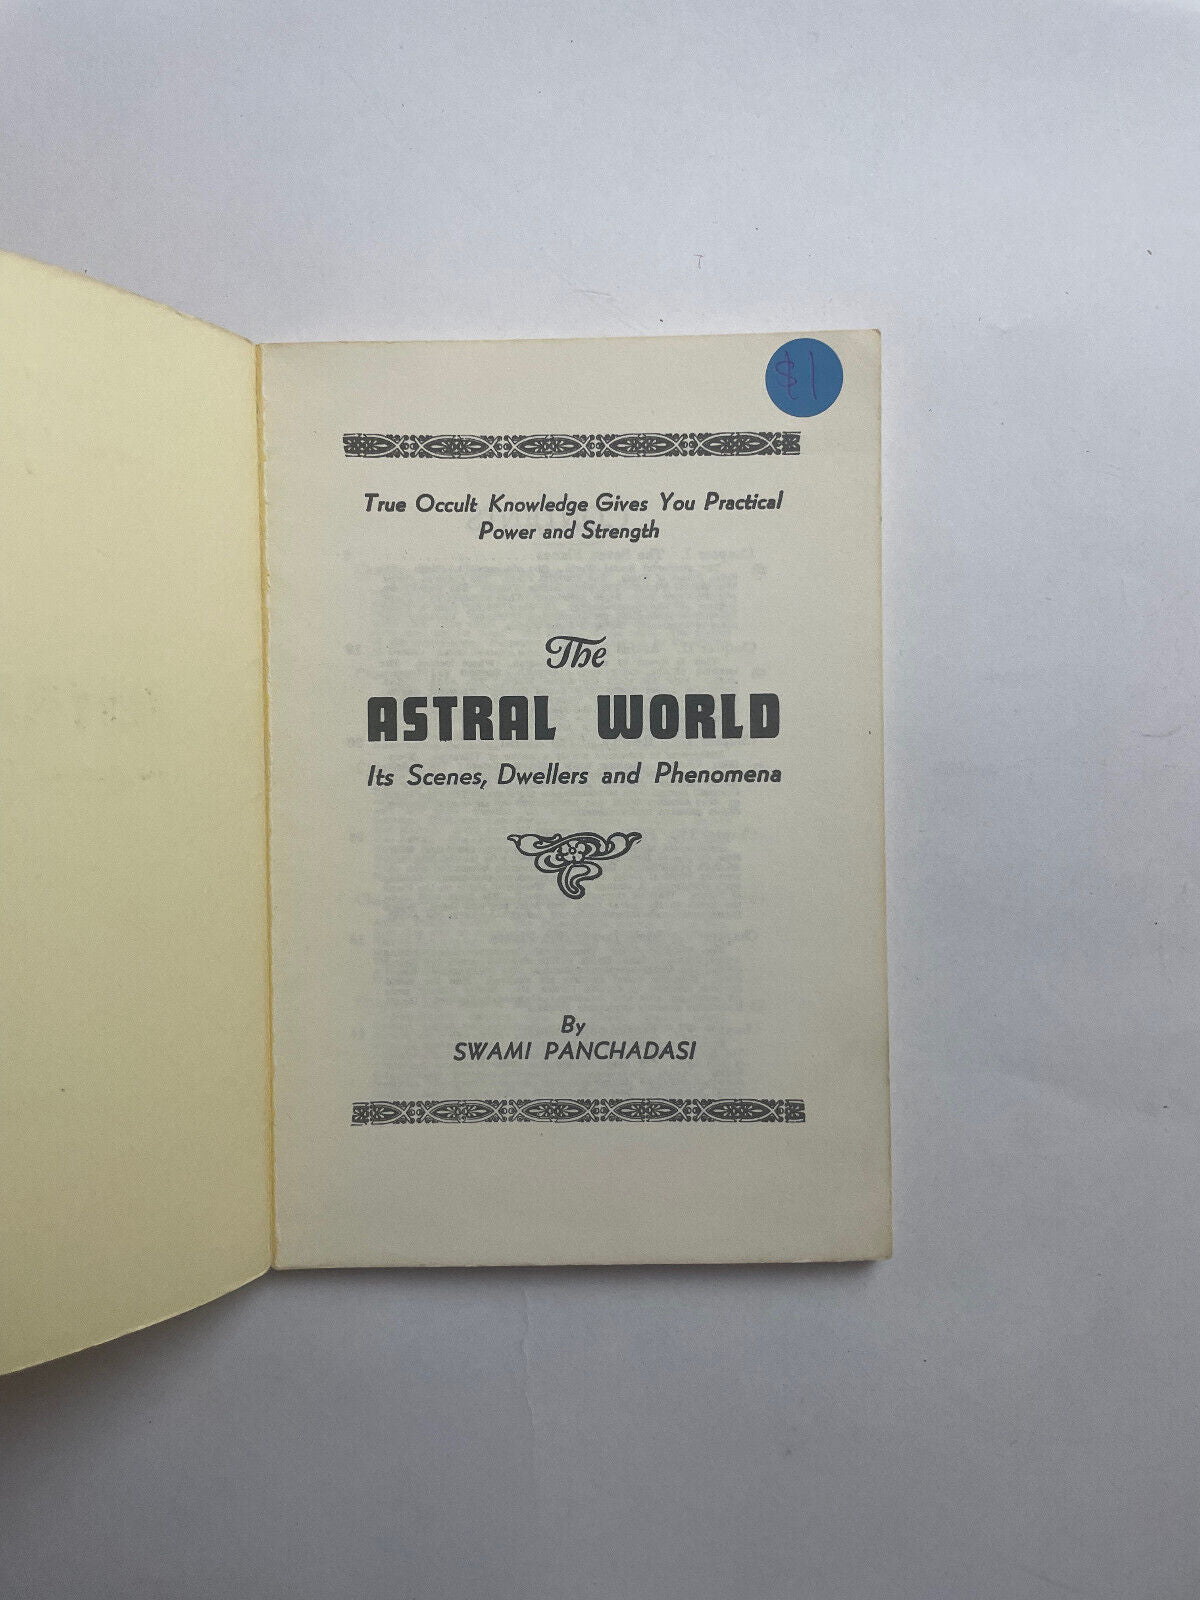 $1
True Occult Knowledge Gives You Practical
Power and Strength
The
ASTRAL WORLD
Its Scenes, Dwellers and Phenomena
By
SWAMI PANCHADASI